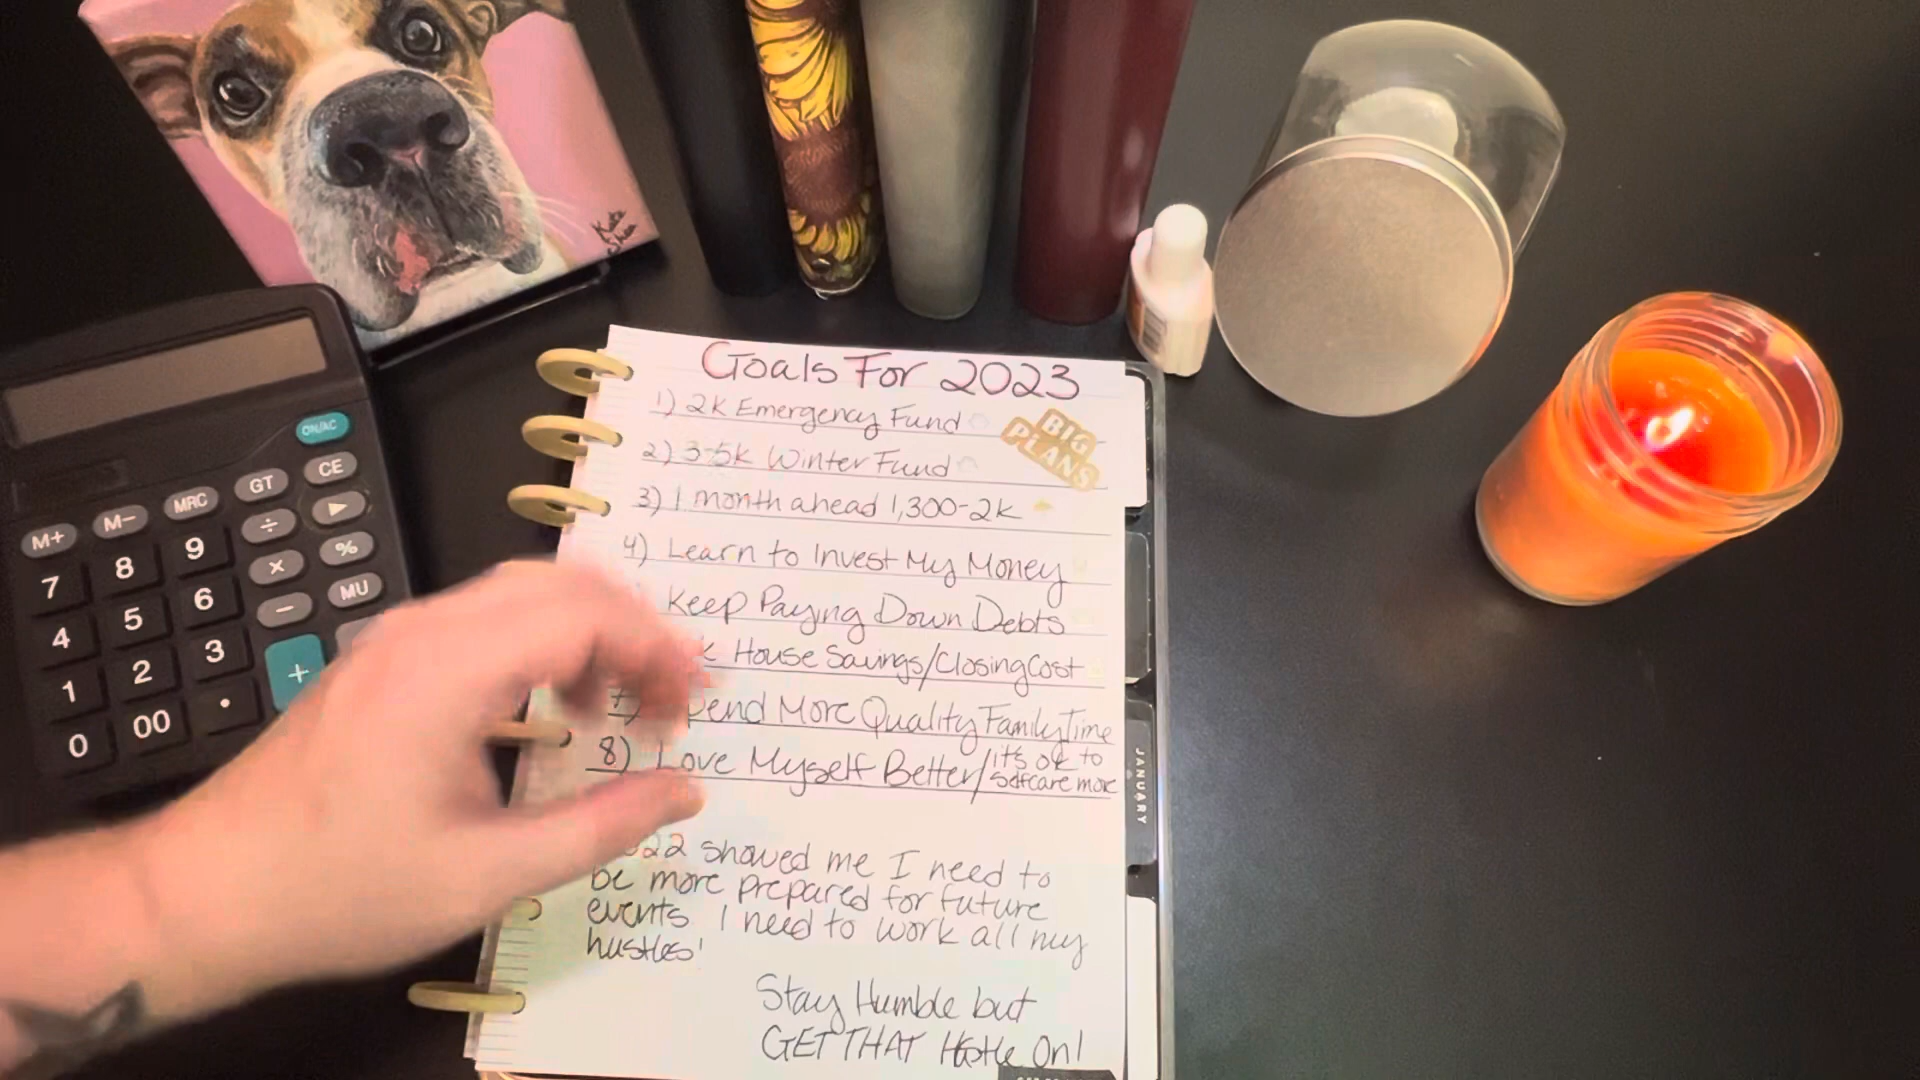 Kate Shea
Goals For 2023
BIG PLANS
1) 2K Emergency Fund
2) 3-5K Winter Fund
3) 1 month ahead 1,300-2K
4) Learn to Invest My Money
Keep Paying Down Debts
k House Savings/Closing Cost
7) Spend More Quality Family Time
8) Love Myself Better/it's ok to
selfcare more
2022 showed me I need to
be more prepared for future
events I need to work all my
hustles!
Stay Humble but
GET THAT Hustle On!
JANUARY
ON/AC
M+ M- MRC GT CE
7 8 9 ÷ ▶
4 5 6 × %
1 2 3 − MU
0 00 . +